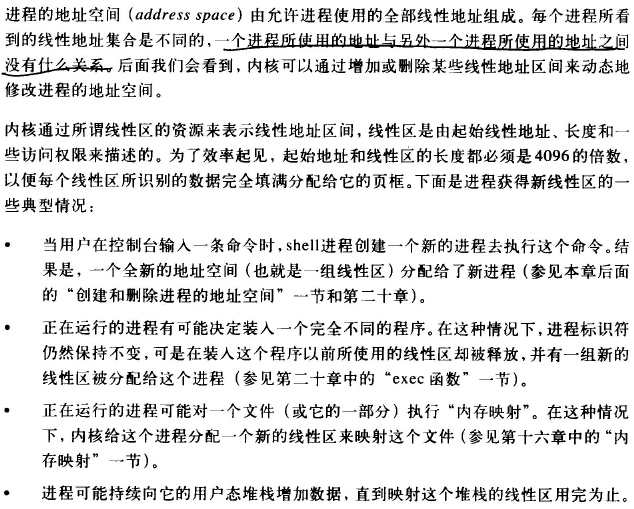 进程的地址空间（address space）由允许进程使用的全部线性地址组成。每个进程所看
到的线性地址集合是不同的，一个进程所使用的地址与另外一个进程所使用的地址之间
没有什么关系。后面我们会看到，内核可以通过增加或删除某些线性地址区间来动态地
修改进程的地址空间。
内核通过所谓线性区的资源来表示线性地址区间，线性区是由起始线性地址、长度和一
些访问权限来描述的。为了效率起见，起始地址和线性区的长度都必须是4096的倍数，
以便每个线性区所识别的数据完全填满分配给它的页框。下面是进程获得新线性区的一
些典型情况：
• 当用户在控制台输入一条命令时，shell进程创建一个新的进程去执行这个命令。结
果是，一个全新的地址空间（也就是一组线性区）分配给了新进程（参见本章后面
的“创建和删除进程的地址空间”一节和第二十章）。
• 正在运行的进程有可能决定装入一个完全不同的程序。在这种情况下，进程标识符
仍然保持不变，可是在装入这个程序以前所使用的线性区却被释放，并有一组新的
线性区被分配给这个进程（参见第二十章中的“exec 函数”一节）。
• 正在运行的进程可能对一个文件（或它的一部分）执行“内存映射”。在这种情况
下，内核给这个进程分配一个新的线性区来映射这个文件（参见第十六章中的“内
存映射”一节）。
• 进程可能持续向它的用户态堆栈增加数据，直到映射这个堆栈的线性区用完为止。